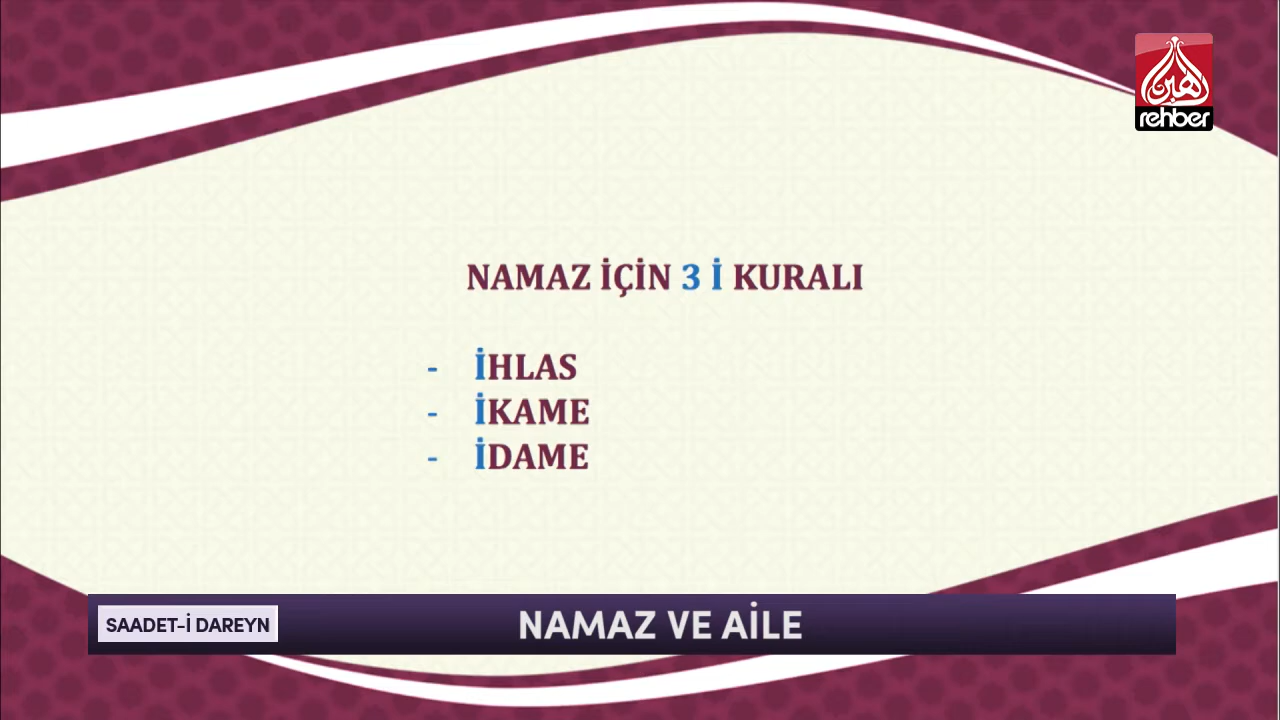 rehber
NAMAZ İÇİN 3 İ KURALI
- İHLAS
- İKAME
- İDAME
SAADET-İ DAREYN
NAMAZ VE AİLE